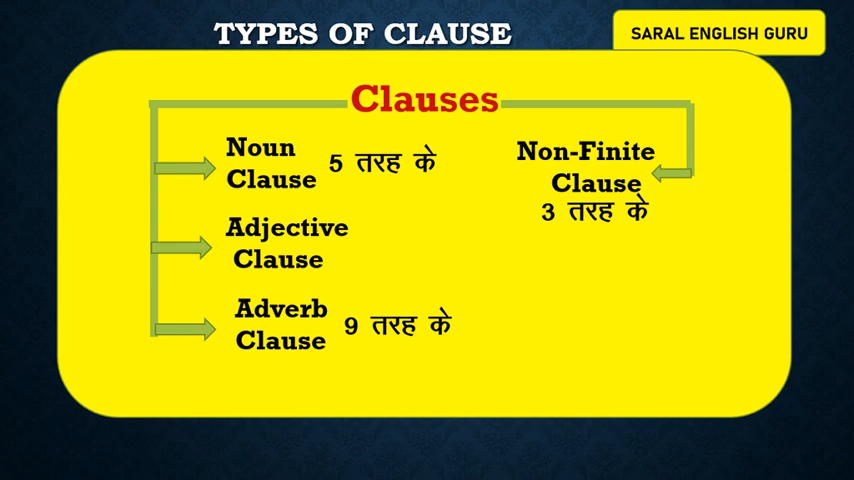 TYPES OF CLAUSE
SARAL ENGLISH GURU
Clauses
Noun
Clause 5 तरह के
Adjective
Clause
Adverb
Clause 9 तरह के
Non-Finite
Clause
3 तरह के